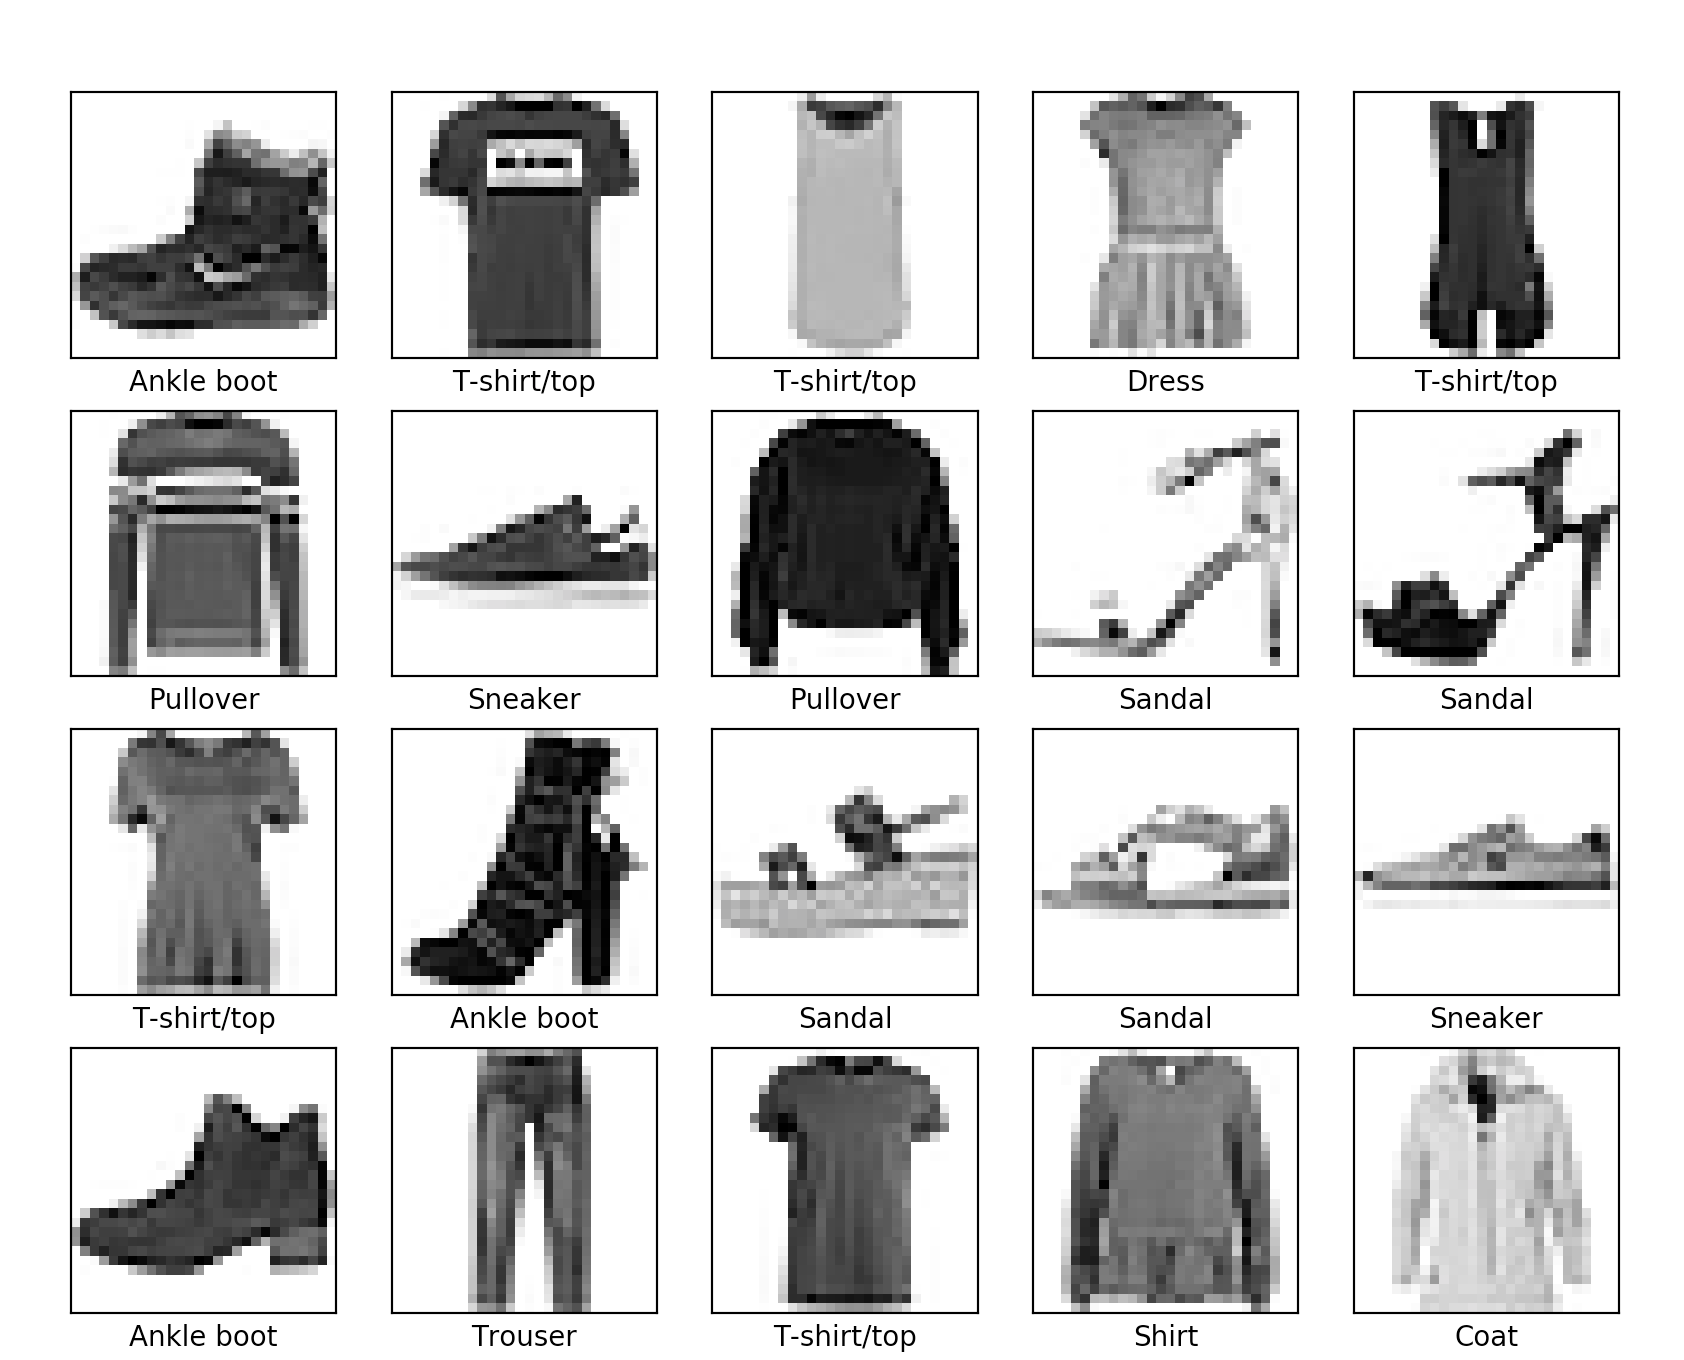 Ankle boot
T-shirt/top
T-shirt/top
Dress
T-shirt/top
Pullover
Sneaker
Pullover
Sandal
Sandal
T-shirt/top
Ankle boot
Sandal
Sandal
Sneaker
Ankle boot
Trouser
T-shirt/top
Shirt
Coat